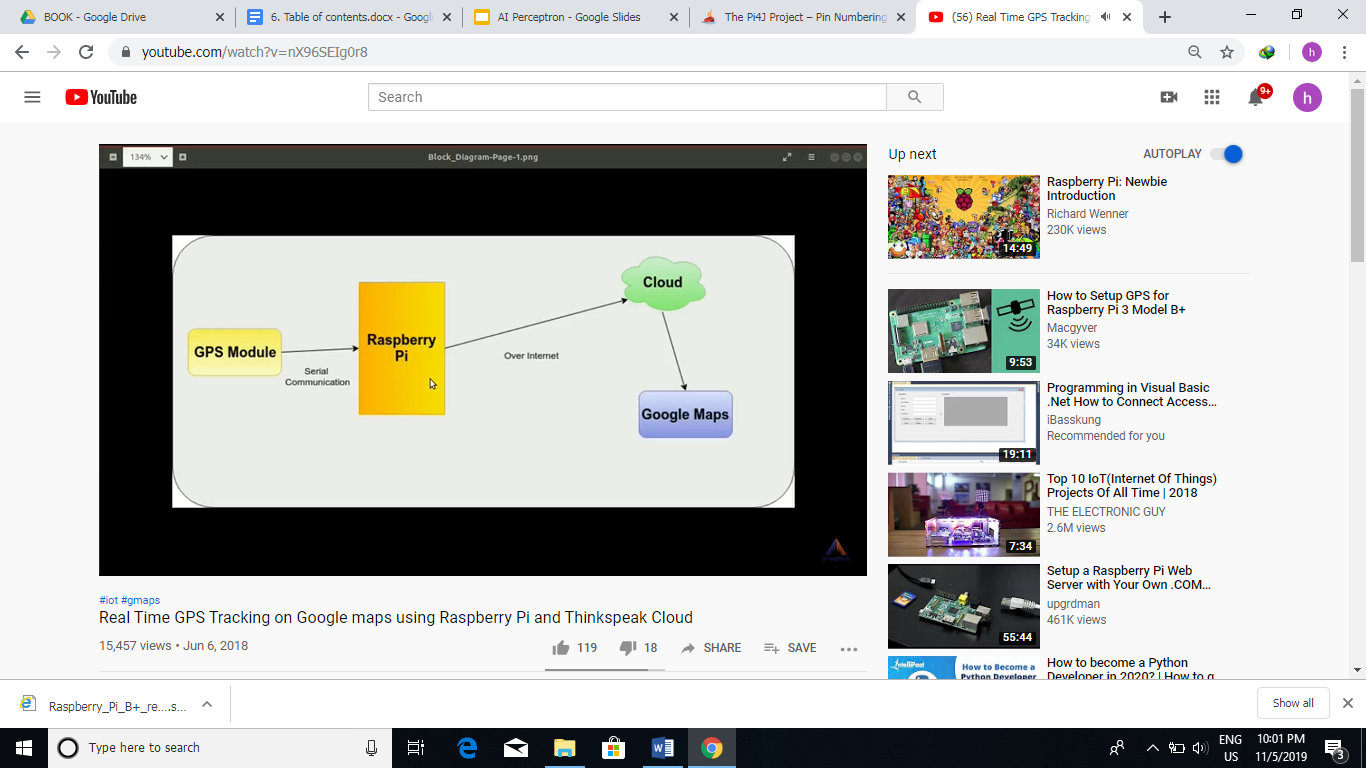 BOOK - Google Drive
6. Table of contents.docx - Googl
AI Perceptron - Google Slides
The Pi4J Project – Pin Numbering
(56) Real Time GPS Tracking
youtube.com/watch?v=nX96SEIg0r8
h
YouTube
Search
9+
h
134%
Block_Diagram-Page-1.png
GPS Module
Serial
Communication
Raspberry
Pi
Over Internet
Cloud
Google Maps
#iot #gmaps
Real Time GPS Tracking on Google maps using Raspberry Pi and Thinkspeak Cloud
15,457 views • Jun 6, 2018
119
18
SHARE
SAVE
Up next
AUTOPLAY
14:49
Raspberry Pi: Newbie
Introduction
Richard Wenner
230K views
9:53
How to Setup GPS for
Raspberry Pi 3 Model B+
Macgyver
34K views
19:11
Programming in Visual Basic
.Net How to Connect Access...
iBasskung
Recommended for you
7:34
Top 10 IoT(Internet Of Things)
Projects Of All Time | 2018
THE ELECTRONIC GUY
2.6M views
55:44
Setup a Raspberry Pi Web
Server with Your Own .COM...
upgrdman
461K views
IntelliPaat
How to Become a
Python Developer
How to become a Python
Developer in 2020? | How to g
Raspberry_Pi_B+_re....s...
Show all
Type here to search
ENG
US
10:01 PM
11/5/2019
3